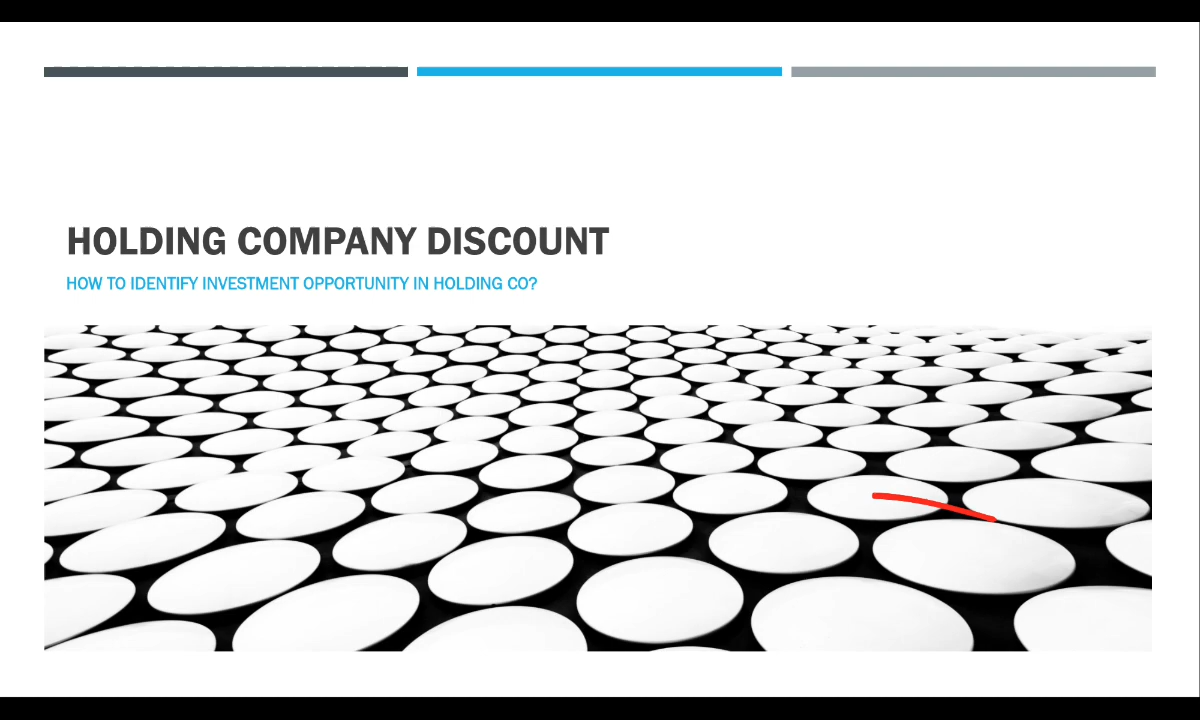 HOLDING COMPANY DISCOUNT
HOW TO IDENTIFY INVESTMENT OPPORTUNITY IN HOLDING CO?